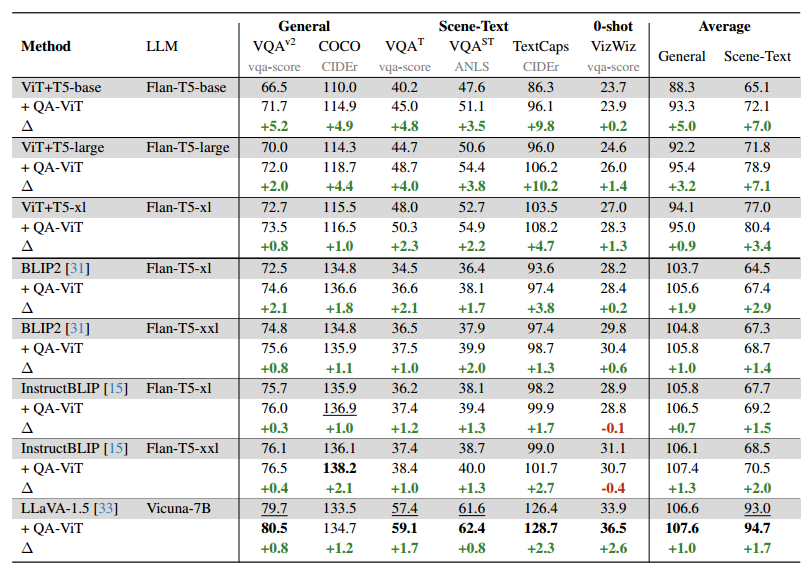 General Scene-Text 0-shot Average
Method LLM VQAv2 COCO VQAT VQAST TextCaps VizWiz General Scene-Text
vqa-score CIDEr vqa-score ANLS CIDEr vqa-score
ViT+T5-base Flan-T5-base 66.5 110.0 40.2 47.6 86.3 23.7 88.3 65.1
+ QA-ViT 71.7 114.9 45.0 51.1 96.1 23.9 93.3 72.1
Δ +5.2 +4.9 +4.8 +3.5 +9.8 +0.2 +5.0 +7.0
ViT+T5-large Flan-T5-large 70.0 114.3 44.7 50.6 96.0 24.6 92.2 71.8
+ QA-ViT 72.0 118.7 48.7 54.4 106.2 26.0 95.4 78.9
Δ +2.0 +4.4 +4.0 +3.8 +10.2 +1.4 +3.2 +7.1
ViT+T5-xl Flan-T5-xl 72.7 115.5 48.0 52.7 103.5 27.0 94.1 77.0
+ QA-ViT 73.5 116.5 50.3 54.9 108.2 28.3 95.0 80.4
Δ +0.8 +1.0 +2.3 +2.2 +4.7 +1.3 +0.9 +3.4
BLIP2 [31] Flan-T5-xl 72.5 134.8 34.5 36.4 93.6 28.2 103.7 64.5
+ QA-ViT 74.6 136.6 36.6 38.1 97.4 28.4 105.6 67.4
Δ +2.1 +1.8 +2.1 +1.7 +3.8 +0.2 +1.9 +2.9
BLIP2 [31] Flan-T5-xxl 74.8 134.8 36.5 37.9 97.4 29.8 104.8 67.3
+ QA-ViT 75.6 135.9 37.5 39.9 98.7 30.4 105.8 68.7
Δ +0.8 +1.1 +1.0 +2.0 +1.3 +0.6 +1.0 +1.4
InstructBLIP [15] Flan-T5-xl 75.7 135.9 36.2 38.1 98.2 28.9 105.8 67.7
+ QA-ViT 76.0 136.9 37.4 39.4 99.9 28.8 106.5 69.2
Δ +0.3 +1.0 +1.2 +1.3 +1.7 -0.1 +0.7 +1.5
InstructBLIP [15] Flan-T5-xxl 76.1 136.1 37.4 38.7 99.0 31.1 106.1 68.5
+ QA-ViT 76.5 138.2 38.4 40.0 101.7 30.7 107.4 70.5
Δ +0.4 +2.1 +1.0 +1.3 +2.7 -0.4 +1.3 +2.0
LLaVA-1.5 [33] Vicuna-7B 79.7 133.5 57.4 61.6 126.4 33.9 106.6 93.0
+ QA-ViT 80.5 134.7 59.1 62.4 128.7 36.5 107.6 94.7
Δ +0.8 +1.2 +1.7 +0.8 +2.3 +2.6 +1.0 +1.7